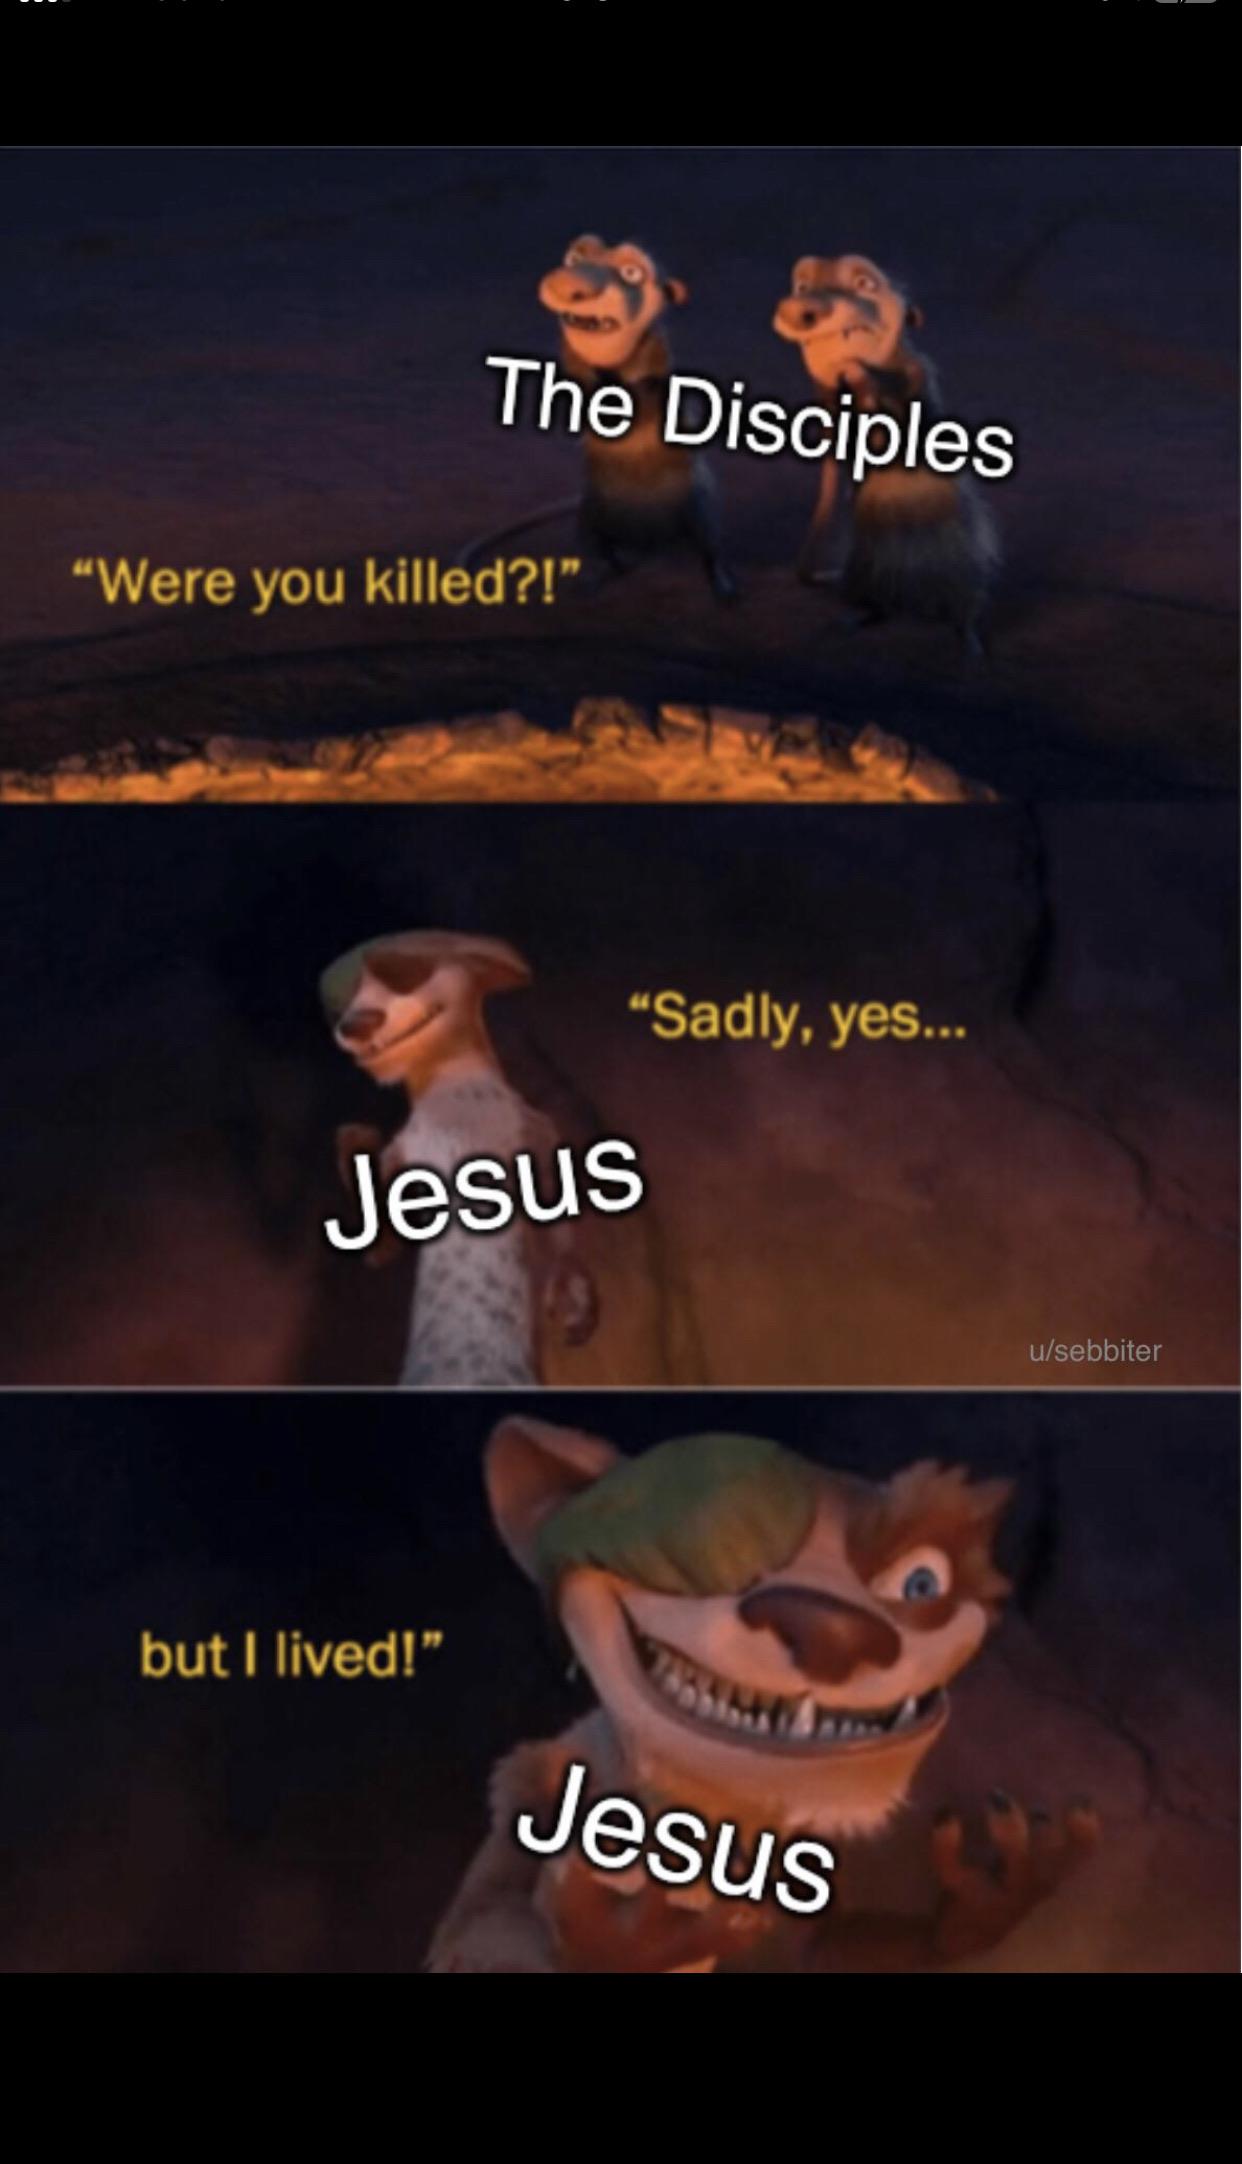 The Disciples
“Were you killed?!”
“Sadly, yes...
Jesus
u/sebbiter
but I lived!”
Jesus